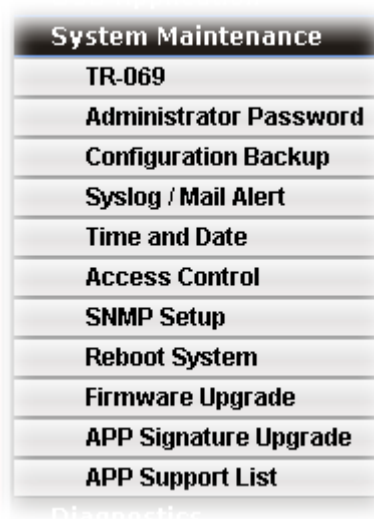 System Maintenance
TR-069
Administrator Password
Configuration Backup
Syslog / Mail Alert
Time and Date
Access Control
SNMP Setup
Reboot System
Firmware Upgrade
APP Signature Upgrade
APP Support List
Diagnostics